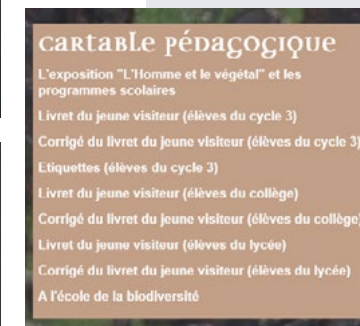 cartable pédagogique
L'exposition "L'Homme et le végétal" et les
programmes scolaires
Livret du jeune visiteur (élèves du cycle 3)
Corrigé du livret du jeune visiteur (élèves du cycle 3)
Etiquettes (élèves du cycle 3)
Livret du jeune visiteur (élèves du collège)
Corrigé du livret du jeune visiteur (élèves du collège)
Livret du jeune visiteur (élèves du lycée)
Corrigé du livret du jeune visiteur (élèves du lycée)
A l'école de la biodiversité